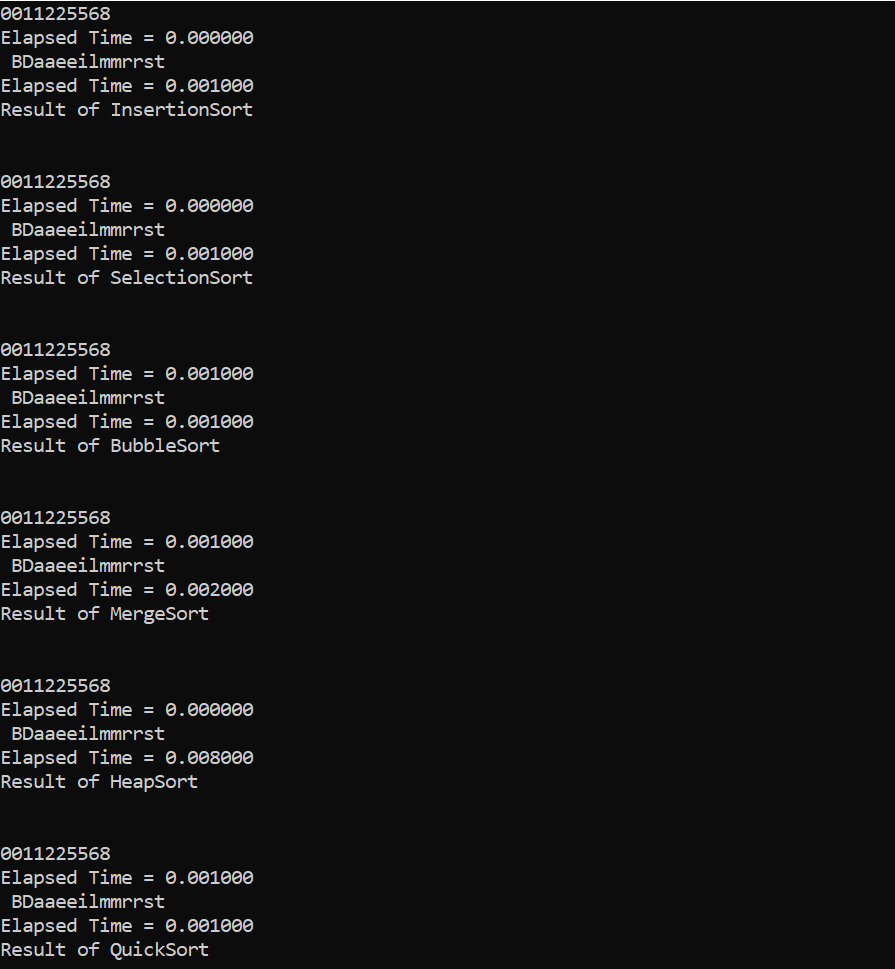 0011225568
Elapsed Time = 0.000000
 BDaaeeilmmrrst
Elapsed Time = 0.001000
Result of InsertionSort

0011225568
Elapsed Time = 0.000000
 BDaaeeilmmrrst
Elapsed Time = 0.001000
Result of SelectionSort

0011225568
Elapsed Time = 0.001000
 BDaaeeilmmrrst
Elapsed Time = 0.001000
Result of BubbleSort

0011225568
Elapsed Time = 0.001000
 BDaaeeilmmrrst
Elapsed Time = 0.002000
Result of MergeSort

0011225568
Elapsed Time = 0.000000
 BDaaeeilmmrrst
Elapsed Time = 0.008000
Result of HeapSort

0011225568
Elapsed Time = 0.001000
 BDaaeeilmmrrst
Elapsed Time = 0.001000
Result of QuickSort